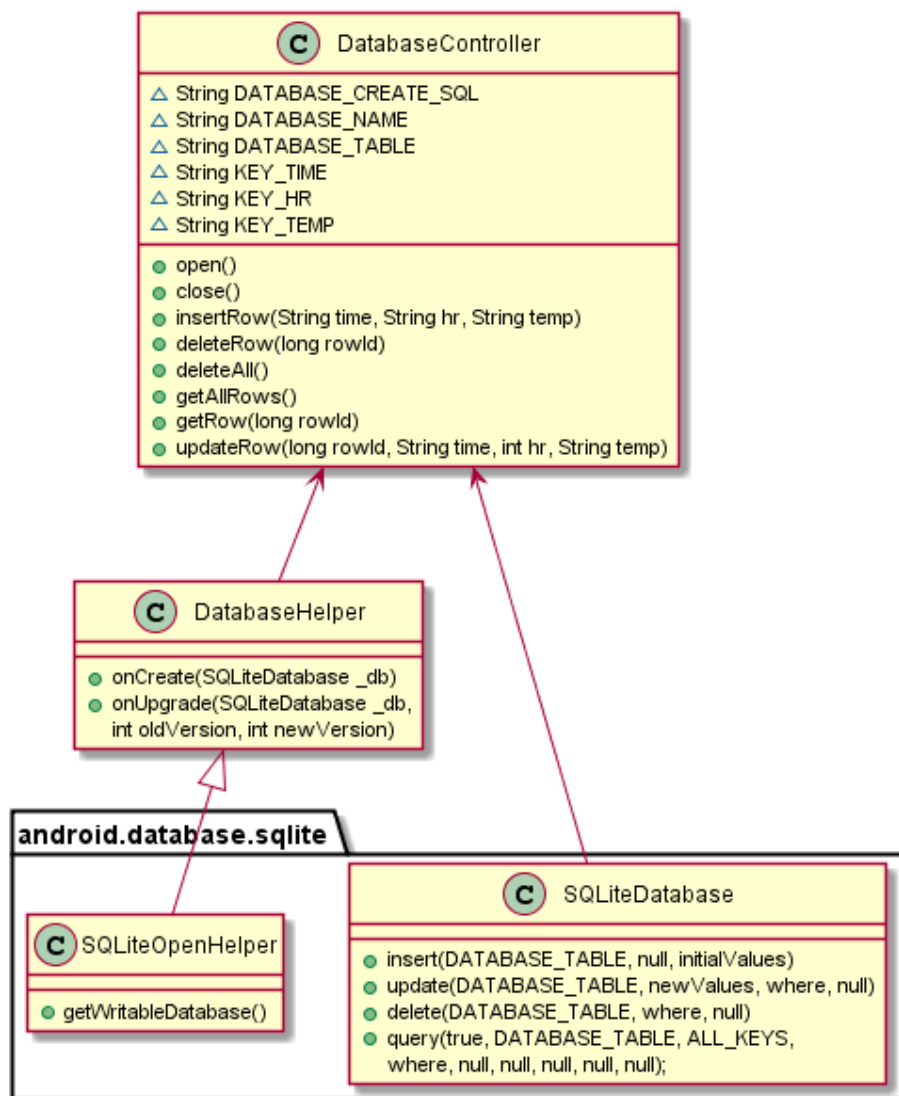 C DatabaseController
△ String DATABASE_CREATE_SQL
△ String DATABASE_NAME
△ String DATABASE_TABLE
△ String KEY_TIME
△ String KEY_HR
△ String KEY_TEMP
open()
close()
insertRow(String time, String hr, String temp)
deleteRow(long rowId)
deleteAll()
getAllRows()
getRow(long rowId)
updateRow(long rowId, String time, int hr, String temp)
C DatabaseHelper
onCreate(SQLiteDatabase _db)
onUpgrade(SQLiteDatabase _db,
int oldVersion, int newVersion)
android.database.sqlite
C SQLiteOpenHelper
getWritableDatabase()
C SQLiteDatabase
insert(DATABASE_TABLE, null, initialValues)
update(DATABASE_TABLE, newValues, where, null)
delete(DATABASE_TABLE, where, null)
query(true, DATABASE_TABLE, ALL_KEYS,
where, null, null, null, null, null);